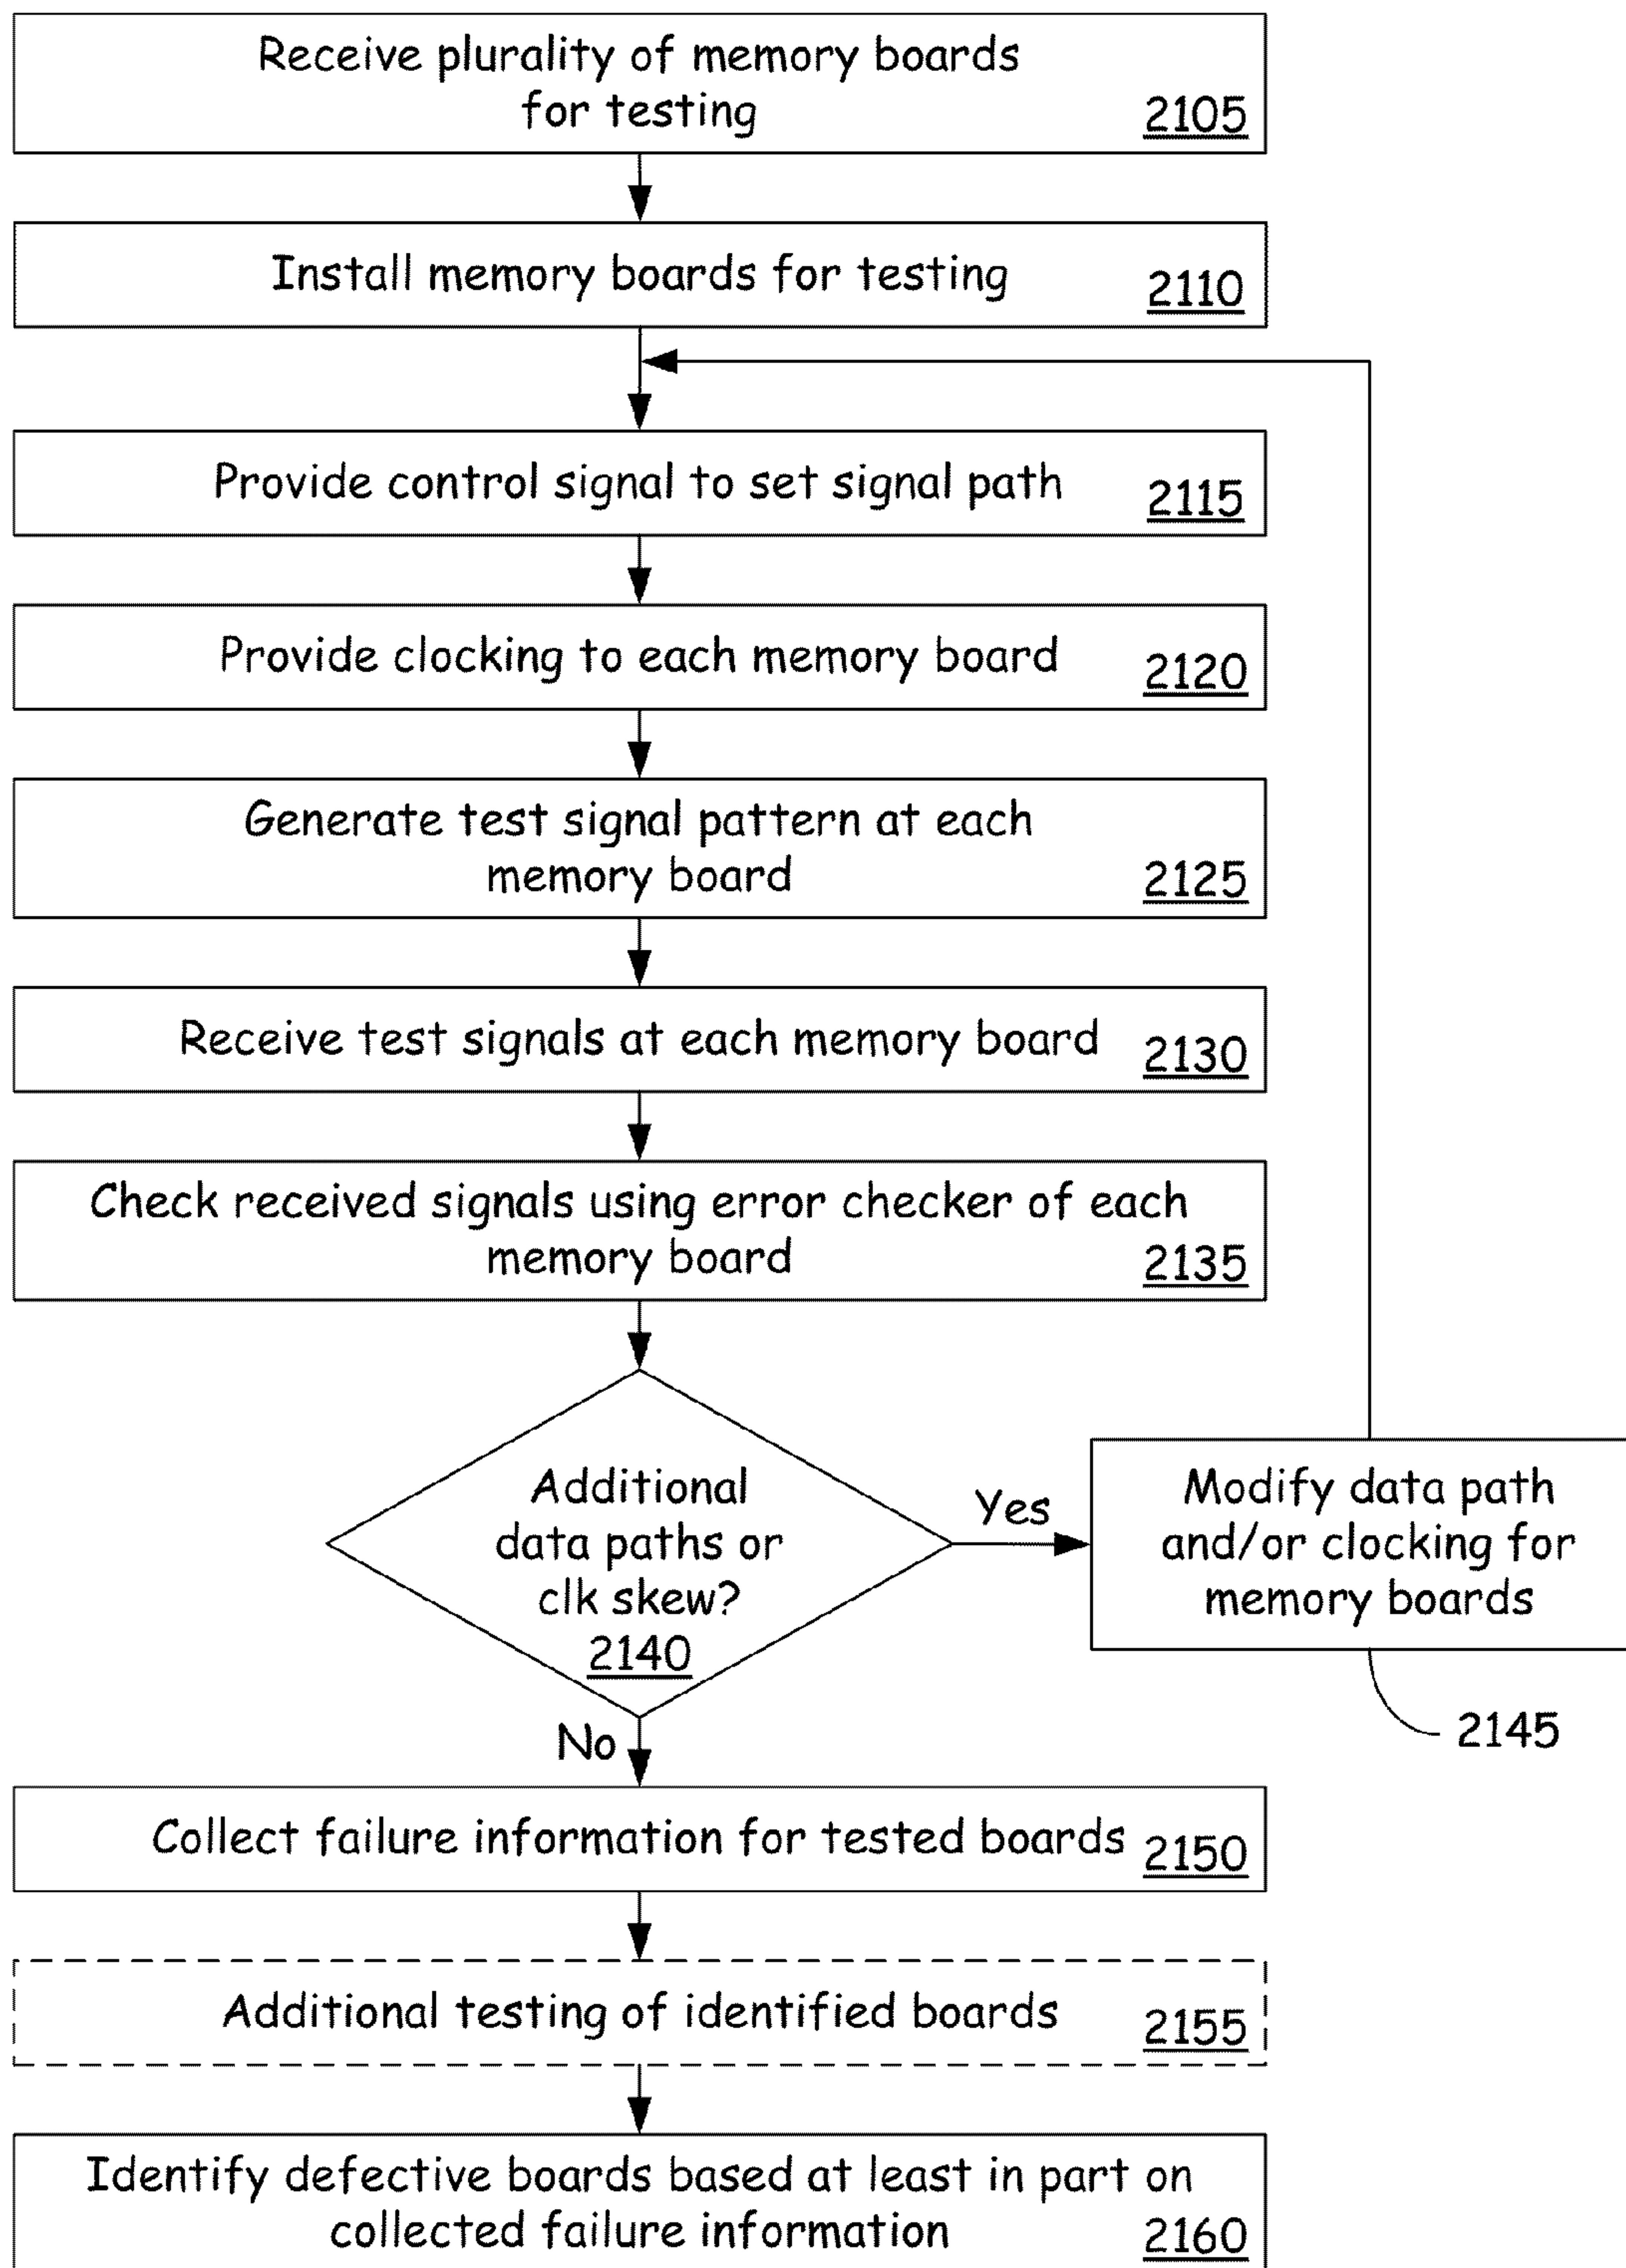 Receive plurality of memory boards
for testing
2105
Install memory boards for testing
2110
Provide control signal to set signal path
2115
Provide clocking to each memory board
2120
Generate test signal pattern at each
memory board
2125
Receive test signals at each memory board
2130
Check received signals using error checker of each
memory board
2135
Additional
data paths or
clk skew?
2140
Yes
Modify data path
and/or clocking for
memory boards
2145
No
Collect failure information for tested boards
2150
Additional testing of identified boards
2155
Identify defective boards based at least in part on
collected failure information
2160